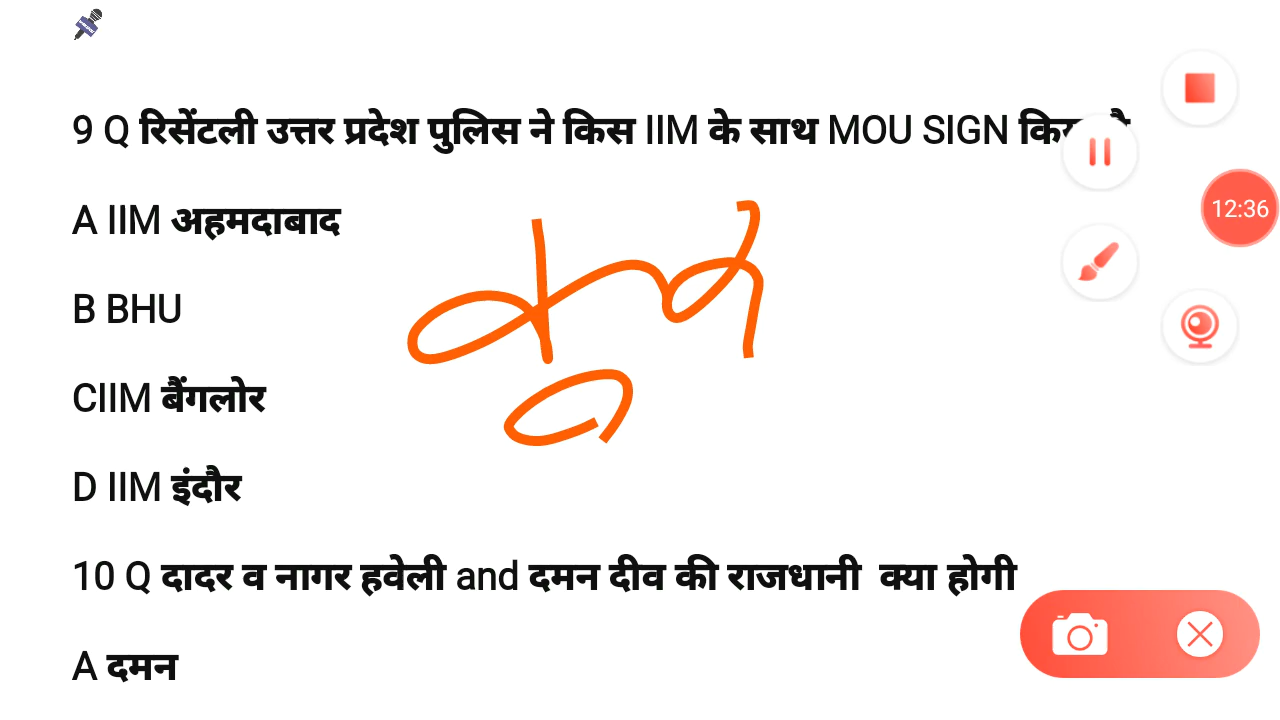 9 Q रिसेंटली उत्तर प्रदेश पुलिस ने किस IIM के साथ MOU SIGN
A IIM अहमदाबाद
B BHU
CIIM बैंगलोर
D IIM इंदौर
10 Q दादर व नागर हवेली and दमन दीव की राजधानी क्या होगी
A दमन
12:36